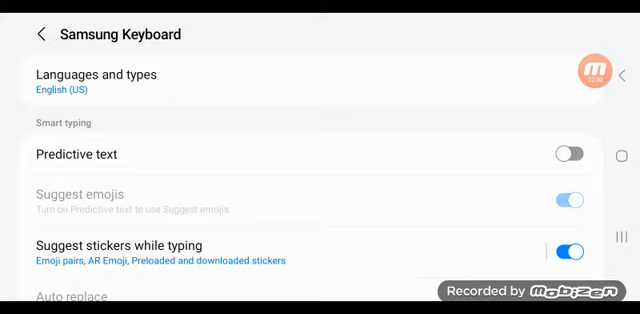 Samsung Keyboard
Languages and types
English (US)
Smart typing
Predictive text
Suggest emojis
Turn on Predictive text to use Suggest emojis.
Suggest stickers while typing
Emoji pairs, AR Emoji, Preloaded and downloaded stickers
Auto replace
Recorded by Mobizen